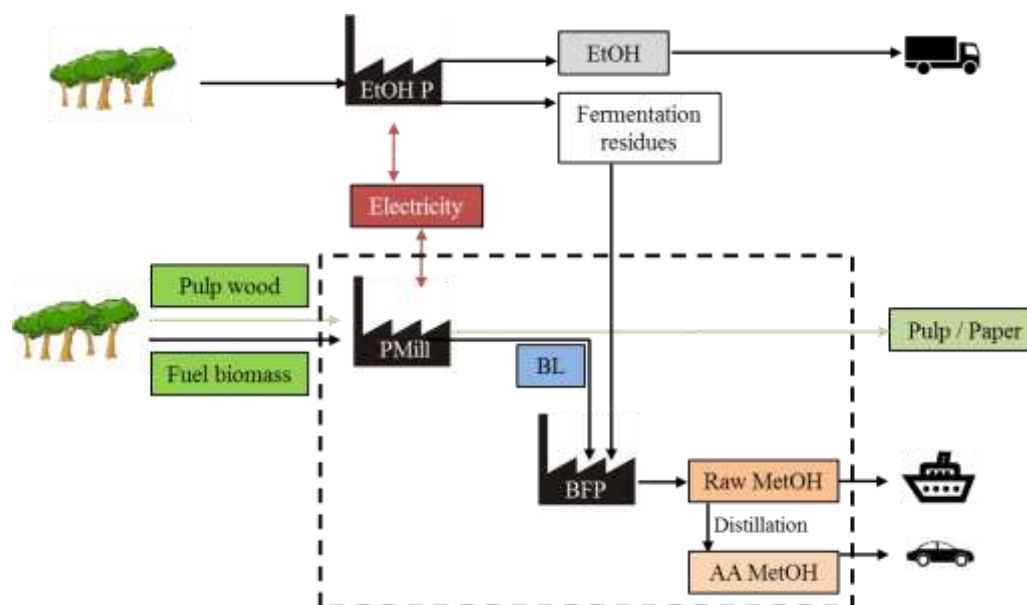 EtOH P
EtOH
Fermentation
residues
Electricity
Pulp wood
Fuel biomass
PMill
BL
Pulp / Paper
BFP
Raw MetOH
Distillation
AA MetOH